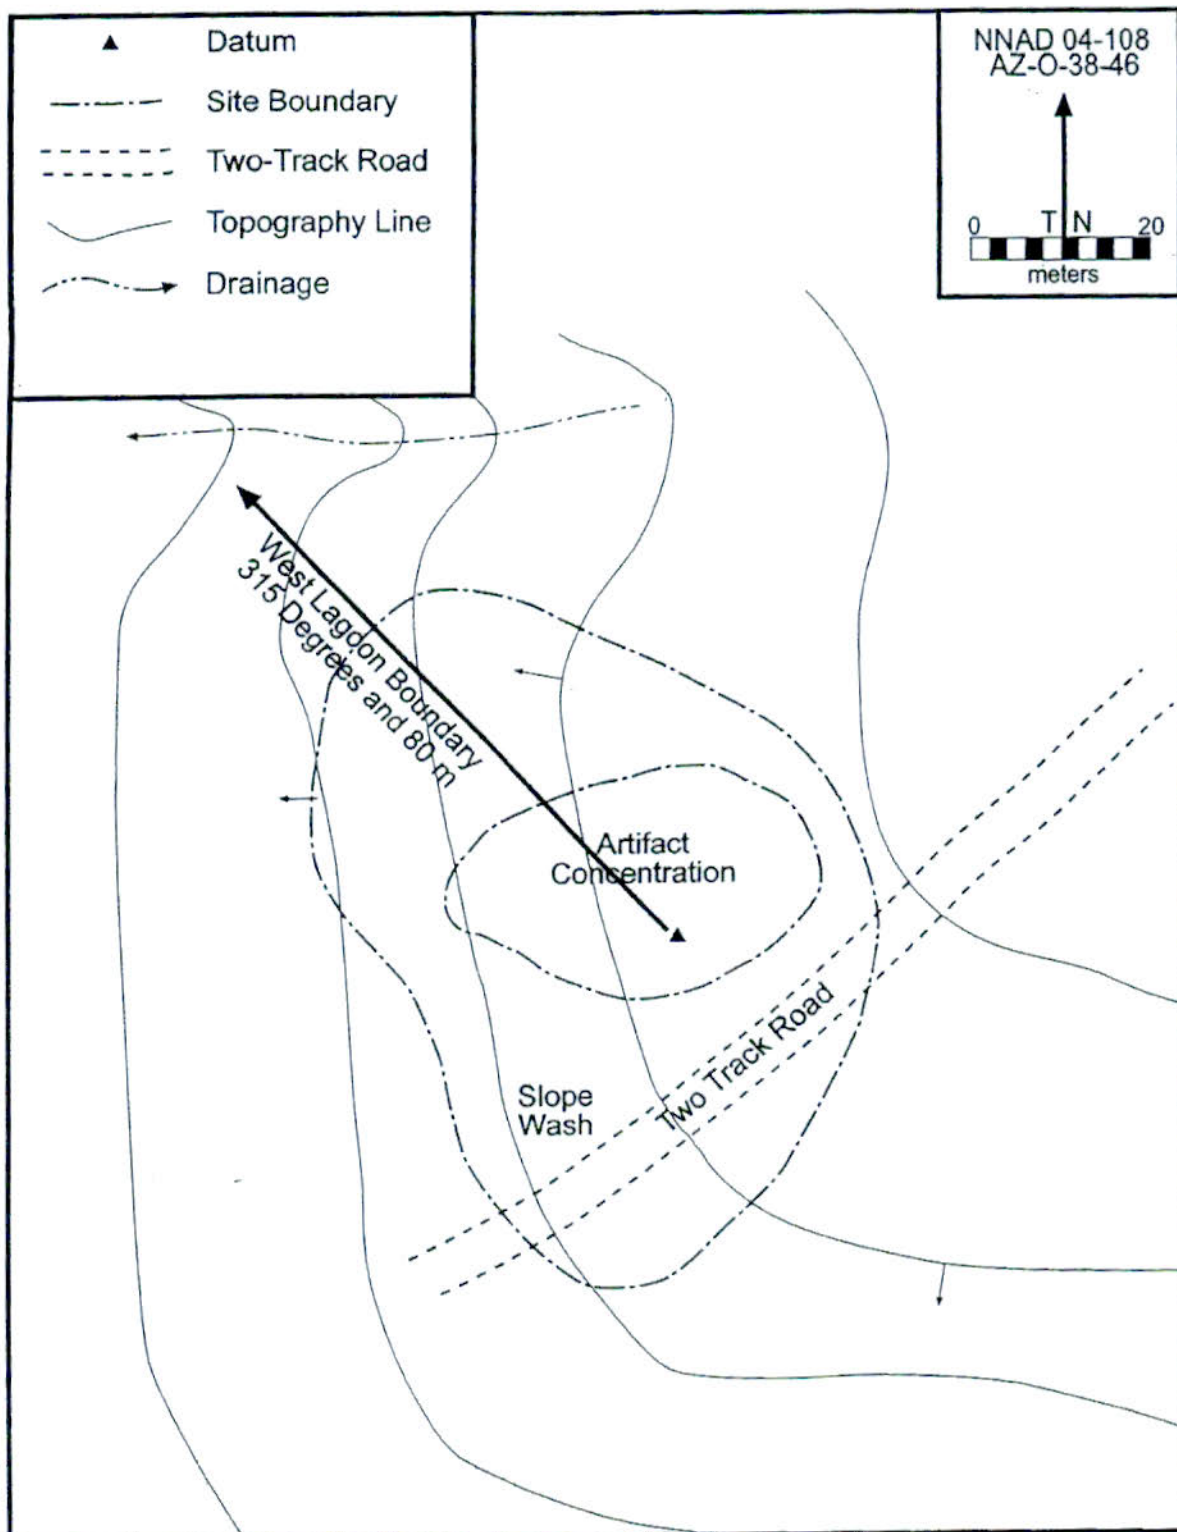 Datum
Site Boundary
Two-Track Road
Topography Line
Drainage
NNAD 04-108
AZ-O-38-46
0 T N 20
meters
West Lagdon Boundary
315 Degrees and 80 m
Artifact
Concentration
Two Track Road
Slope
Wash